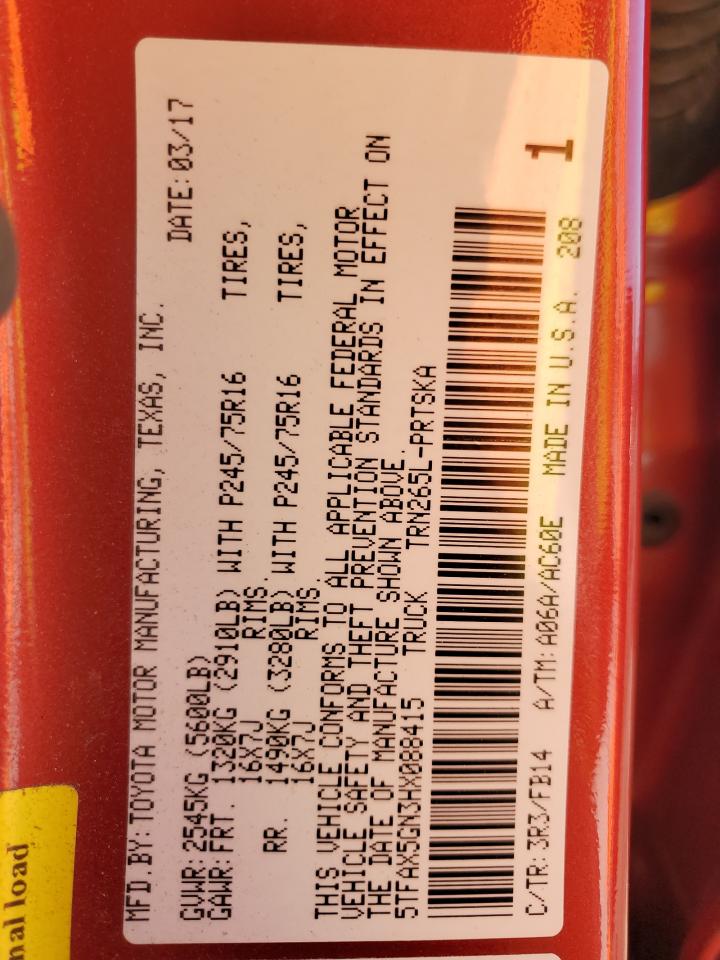 MFD.BY:TOYOTA MOTOR MANUFACTURING, TEXAS, INC.
DATE:03/17
GVWR:2545KG (5600LB)
GAWR:FRT. 1320KG (2910LB) WITH P245/75R16 TIRES,
16X7J RIMS.
RR. 1490KG (3280LB) WITH P245/75R16 TIRES,
16X7J RIMS.
THIS VEHICLE CONFORMS TO ALL APPLICABLE FEDERAL MOTOR
VEHICLE SAFETY AND THEFT PREVENTION STANDARDS IN EFFECT ON
THE DATE OF MANUFACTURE SHOWN ABOVE.
5TFAX5GN3HX088415 TRUCK TRN265L-PRTSKA
1
C/TR:3R3/FB14 A/TM:A06A/AC60E MADE IN U.S.A. 208
nal load